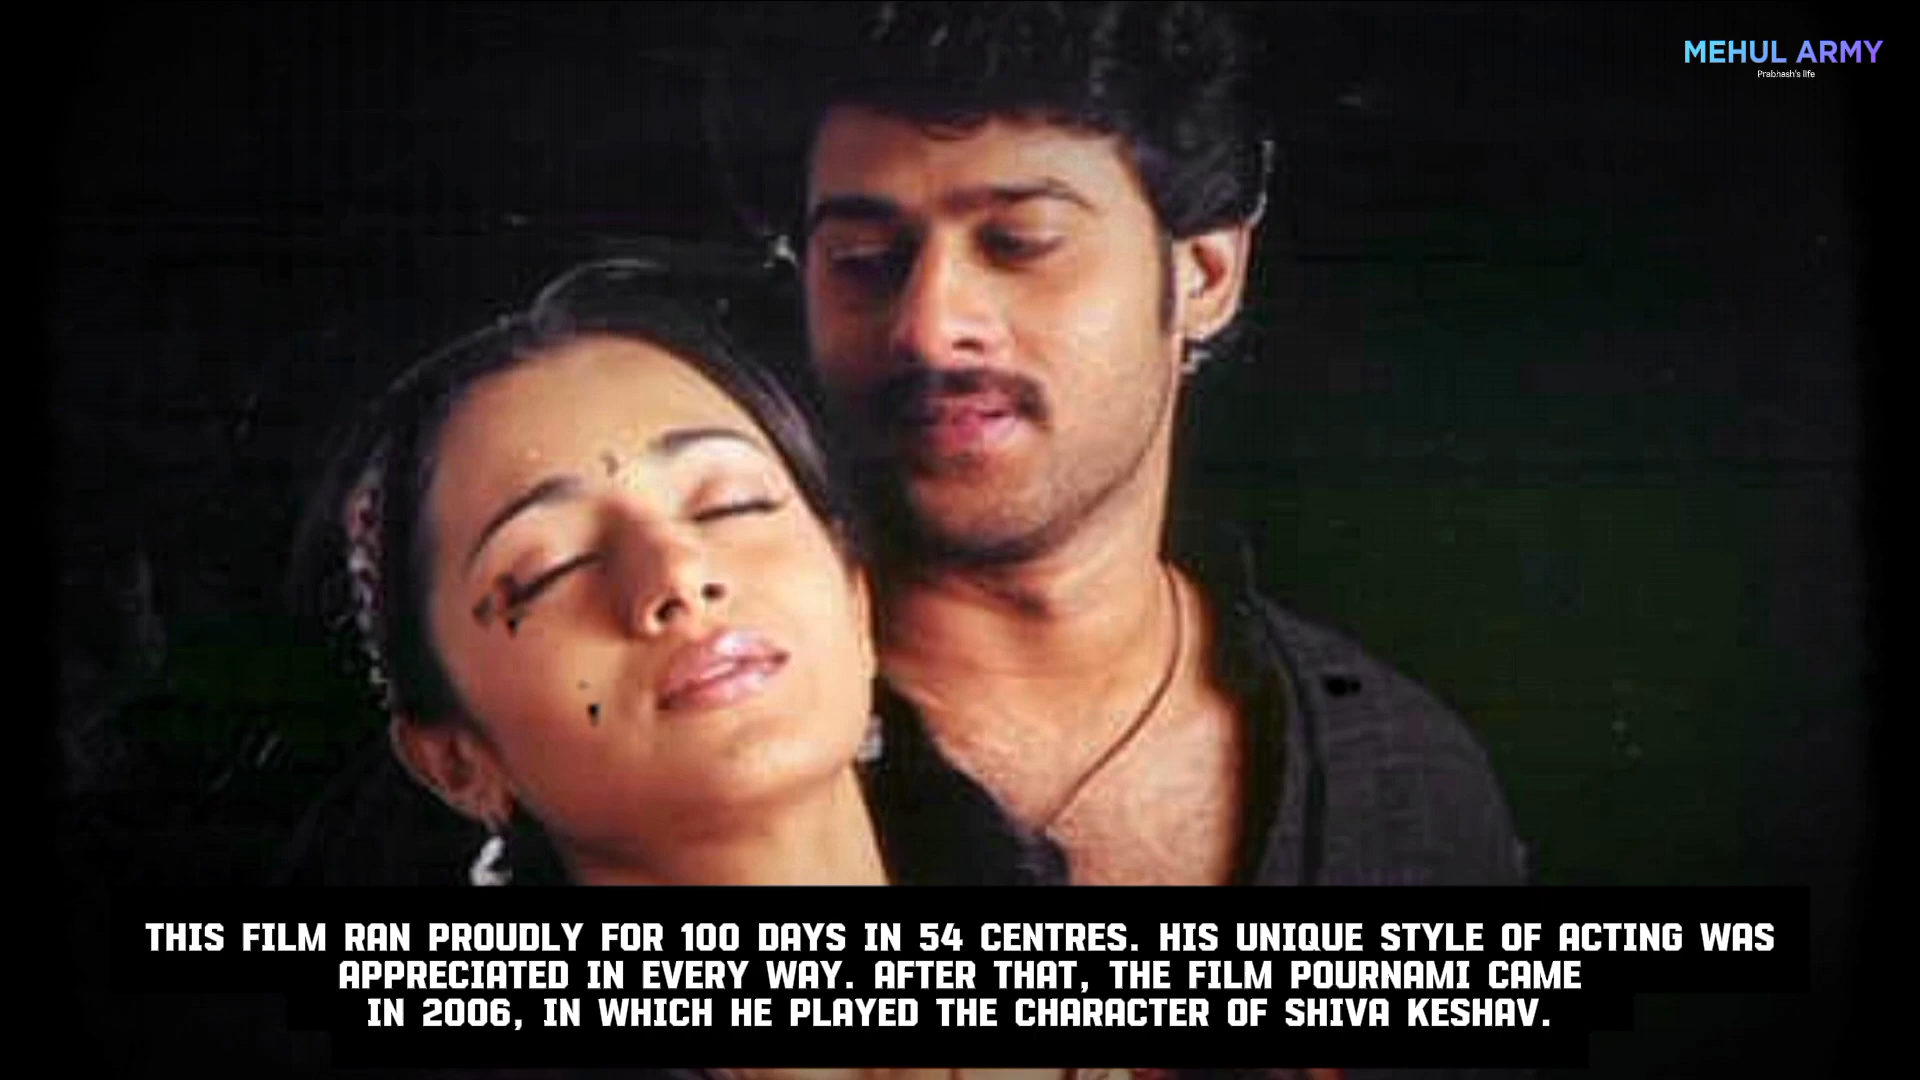 MEHUL ARMY
Prabhash's life
THIS FILM RAN PROUDLY FOR 100 DAYS IN 54 CENTRES. HIS UNIQUE STYLE OF ACTING WAS
APPRECIATED IN EVERY WAY. AFTER THAT, THE FILM POURNAMI CAME
IN 2006, IN WHICH HE PLAYED THE CHARACTER OF SHIVA KESHAV.